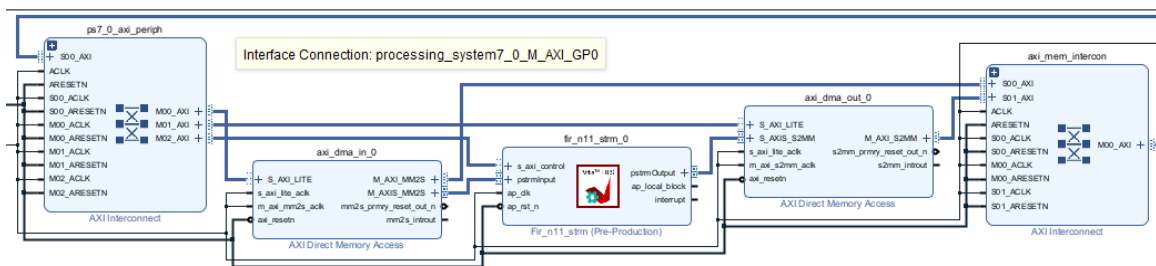 ps7_0_axi_periph
S00_AXI
ACLK
ARESETN
S00_ACLK
S00_ARESETN
M00_ACLK
M00_ARESETN
M01_ACLK
M01_ARESETN
M02_ACLK
M02_ARESETN
M00_AXI
M01_AXI
M02_AXI
AXI Interconnect
Interface Connection: processing_system7_0_M_AXI_GP0
axi_dma_in_0
S_AXI_LITE
s_axi_lite_aclk
m_axi_mm2s_aclk
axi_resetn
M_AXI_MM2S
M_AXIS_MM2S
mm2s_prmry_reset_out_n
mm2s_introut
AXI Direct Memory Access
fir_n11_strm_0
s_axi_control
pstrmInput
ap_clk
ap_rst_n
pstrmOutput
ap_local_block
interrupt
Fir_n11_strm (Pre-Production)
axi_dma_out_0
S_AXI_LITE
S_AXIS_S2MM
s_axi_lite_aclk
m_axi_s2mm_aclk
axi_resetn
M_AXI_S2MM
s2mm_prmry_reset_out_n
s2mm_introut
AXI Direct Memory Access
axi_mem_intercon
S00_AXI
S01_AXI
ACLK
ARESETN
S00_ACLK
S00_ARESETN
M00_ACLK
M00_ARESETN
S01_ACLK
S01_ARESETN
M00_AXI
AXI Interconnect